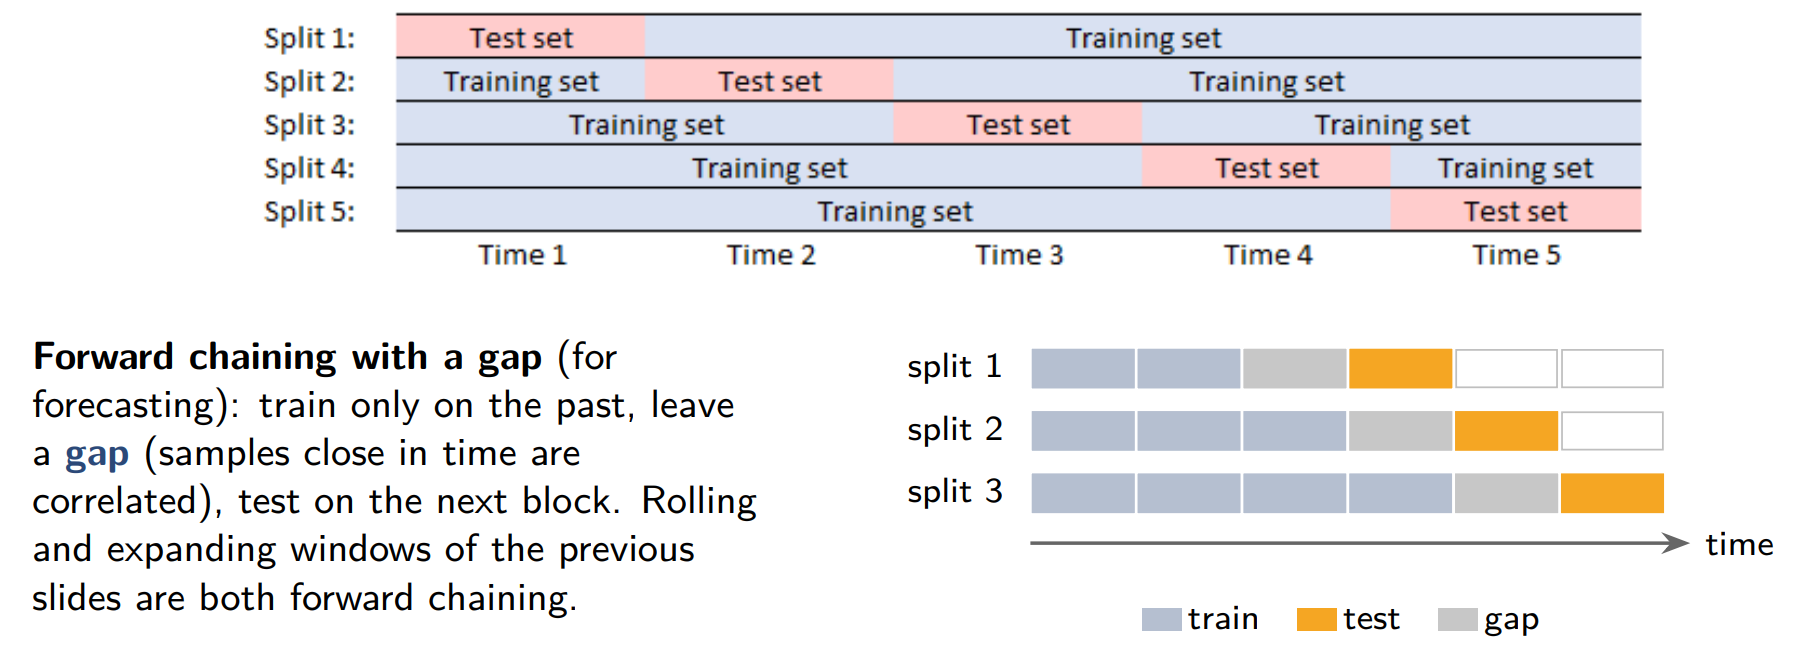 Split 1: Test set Training set
Split 2: Training set Test set Training set
Split 3: Training set Test set Training set
Split 4: Training set Test set Training set
Split 5: Training set Test set
Time 1 Time 2 Time 3 Time 4 Time 5
Forward chaining with a gap (for
forecasting): train only on the past, leave
a gap (samples close in time are
correlated), test on the next block. Rolling
and expanding windows of the previous
slides are both forward chaining.
split 1
split 2
split 3
time
train test gap